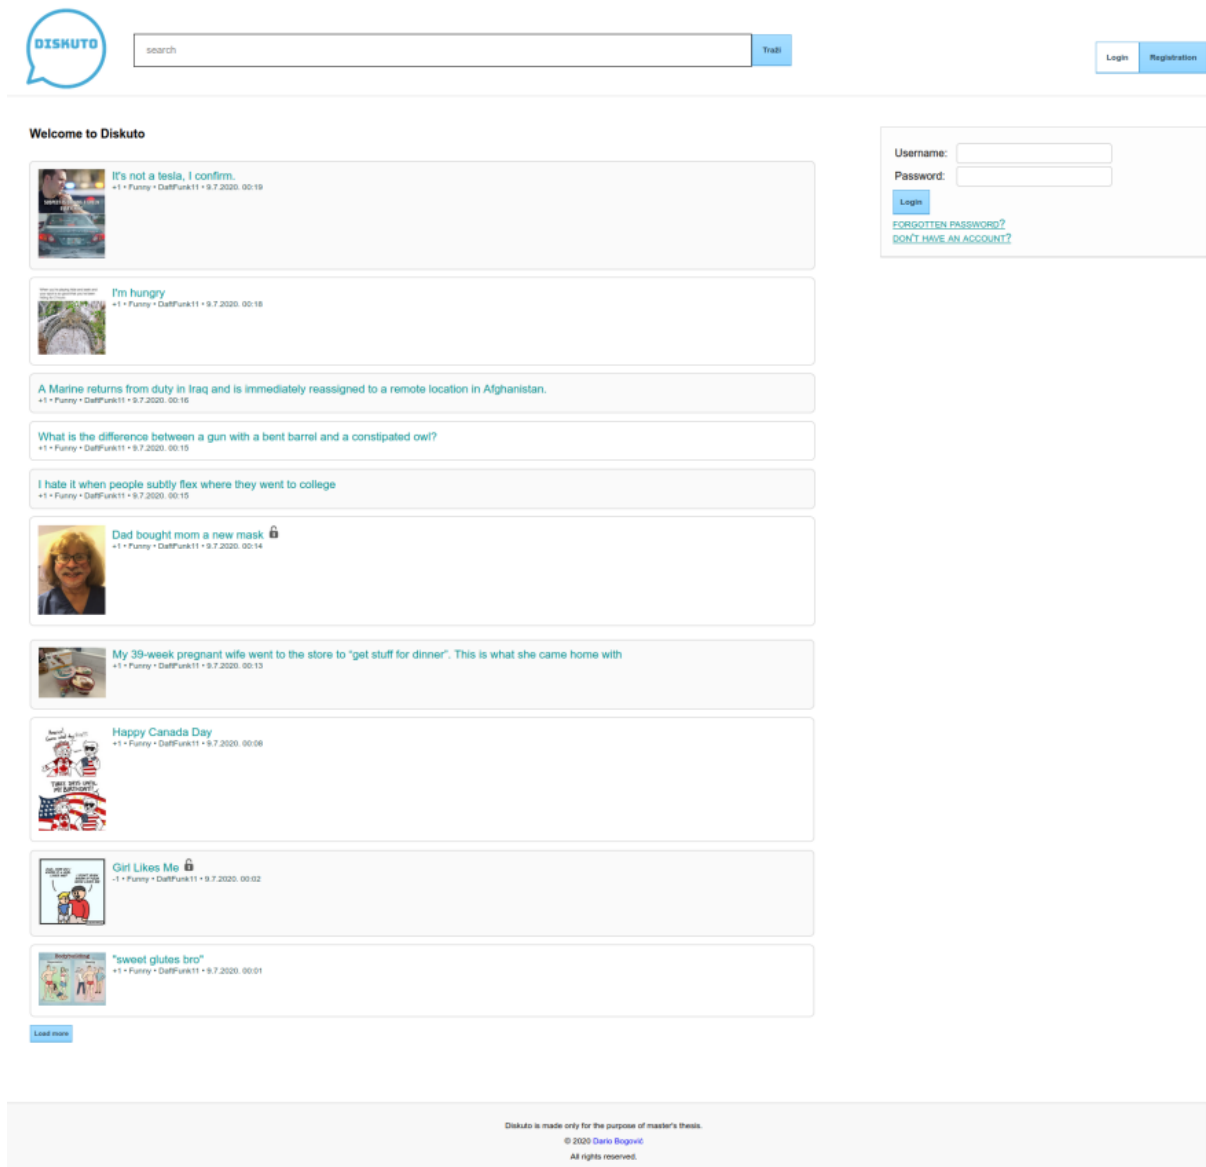 DISKUTO
search
Traži
Login
Registration
Welcome to Diskuto
It's not a tesla, I confirm.
+1 • Funny • DaftFunk11 • 9.7.2020. 00:19
I'm hungry
+1 • Funny • DaftFunk11 • 9.7.2020. 00:18
A Marine returns from duty in Iraq and is immediately reassigned to a remote location in Afghanistan.
+1 • Funny • DaftFunk11 • 9.7.2020. 00:16
What is the difference between a gun with a bent barrel and a constipated owl?
+1 • Funny • DaftFunk11 • 9.7.2020. 00:15
I hate it when people subtly flex where they went to college
+1 • Funny • DaftFunk11 • 9.7.2020. 00:15
Dad bought mom a new mask
+1 • Funny • DaftFunk11 • 9.7.2020. 00:14
My 39-week pregnant wife went to the store to “get stuff for dinner”. This is what she came home with
+1 • Funny • DaftFunk11 • 9.7.2020. 00:13
Happy Canada Day
+1 • Funny • DaftFunk11 • 9.7.2020. 00:06
THREE DAYS UNTIL
MY BIRTHDAY!
Girl Likes Me
-1 • Funny • DaftFunk11 • 9.7.2020. 00:02
"sweet glutes bro"
+1 • Funny • DaftFunk11 • 9.7.2020. 00:01
Bodybuilding
Load more
Username:
Password:
Login
FORGOTTEN PASSWORD?
DON'T HAVE AN ACCOUNT?
Diskuto is made only for the purpose of master's thesis.
© 2020 Dario Bogović
All rights reserved.